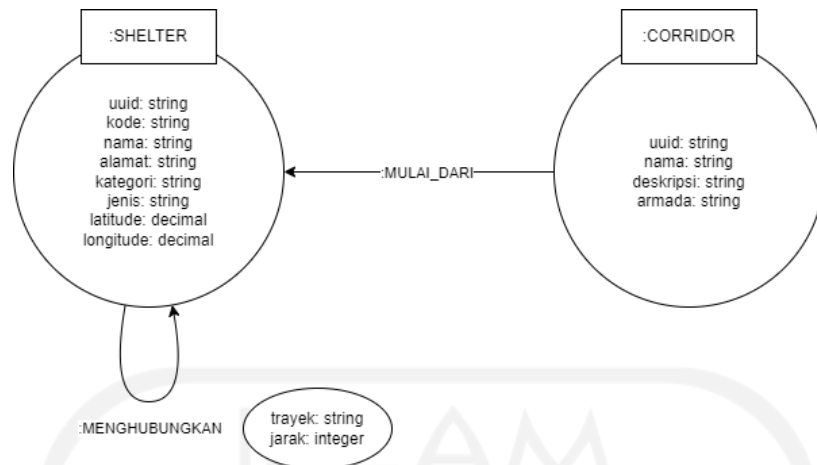 :SHELTER
uuid: string
kode: string
nama: string
alamat: string
kategori: string
jenis: string
latitude: decimal
longitude: decimal
:MULAI_DARI
:CORRIDOR
uuid: string
nama: string
deskripsi: string
armada: string
:MENGHUBUNGKAN
trayek: string
jarak: integer